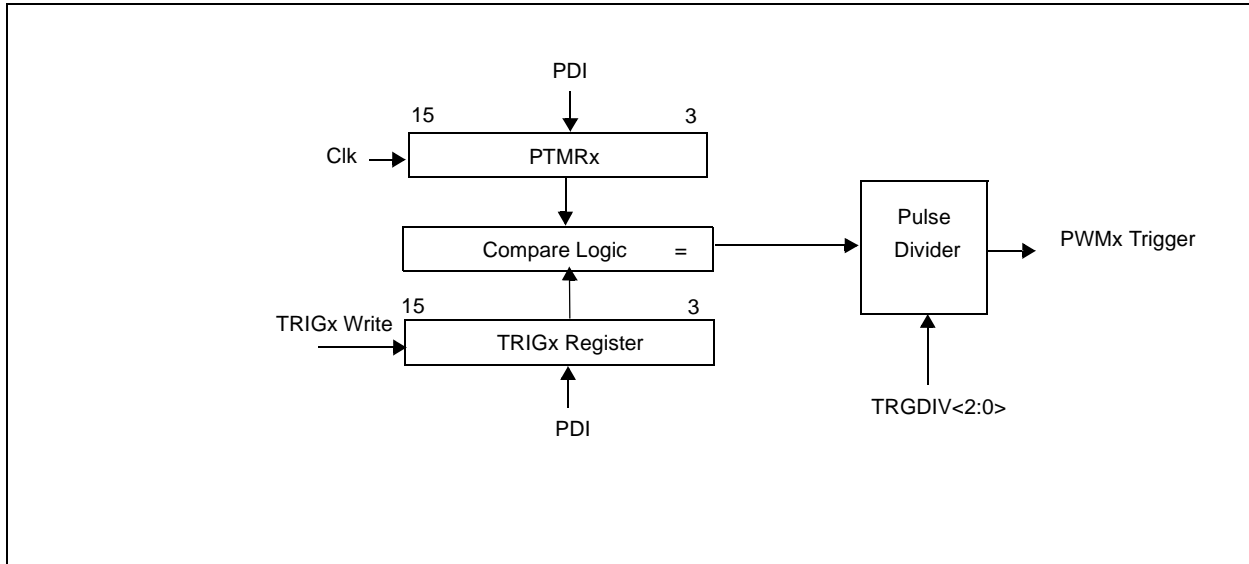 PDI
15 3
Clk
PTMRx
Compare Logic =
Pulse
Divider
PWMx Trigger
15 3
TRIGx Write
TRIGx Register
TRGDIV<2:0>
PDI